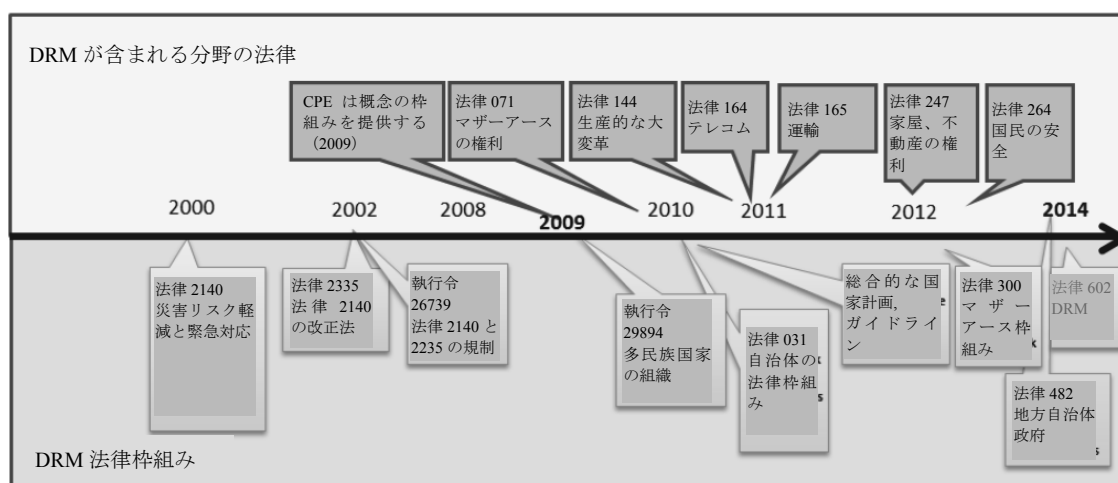 DRM が含まれる分野の法律
CPE は概念の枠
組みを提供する
（2009）
法律 071
マザーアース
の権利
法律 144
生産的な大
変革
法律 164
テレコム
法律 165
運輸
法律 247
家屋、不
動産の権
利
法律 264
国民の安
全
2000
2002
2008
2009
2010
2011
2012
2014
法律 2140
災害リスク軽
減と緊急対応
法律 2335
法律 2140
の改正法
執行令
26739
法律 2140 と
2235 の規制
執行令
29894
多民族国家
の組織
法律 031
自治体の
法律枠組
み
総合的な国
家計画,
ガイドライ
ン
法律 300
マザー
アース枠
組み
法律 602
DRM
法律 482
地方自治体
政府
DRM 法律枠組み